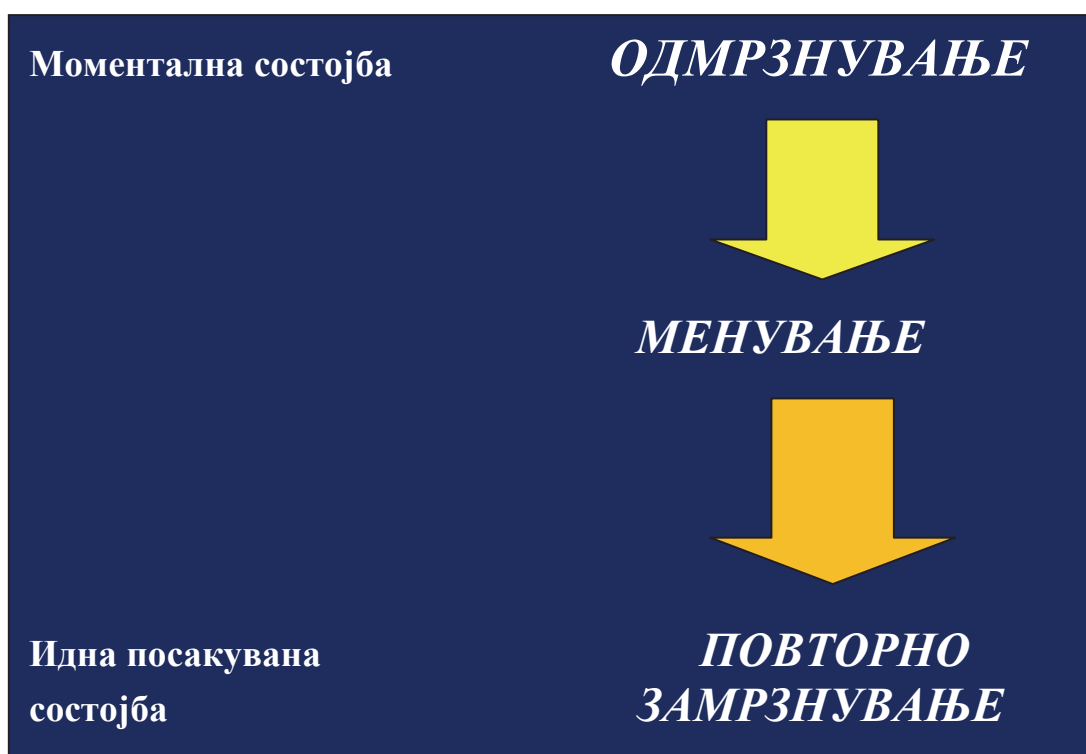 Моментална состојба
ОДМРЗНУВАЊЕ
МЕНУВАЊЕ
Идна посакувана
состојба
ПОВТОРНО
ЗАМРЗНУВАЊЕ